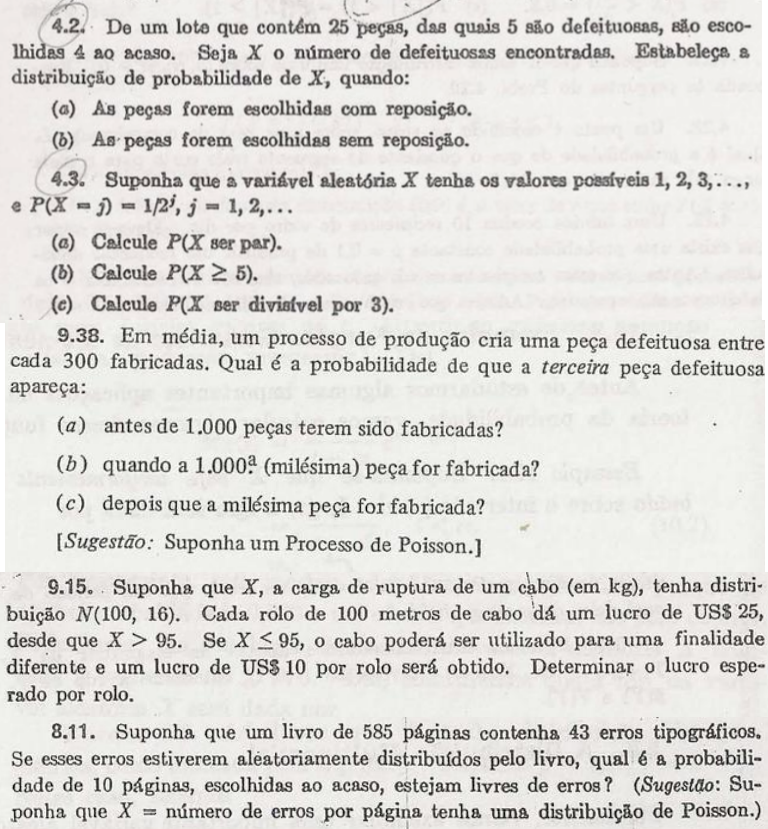 4.2. De um lote que contém 25 peças, das quais 5 são defeituosas, são esco-
lhidas 4 ao acaso. Seja X o número de defeituosas encontradas. Estabeleça a
distribuição de probabilidade de X, quando:
(a) As peças forem escolhidas com reposição.
(b) As peças forem escolhidas sem reposição.
4.3. Suponha que a variável aleatória X tenha os valores possíveis 1, 2, 3, . . . ,
e P(X = j) = 1/2ʲ, j = 1, 2, . . .
(a) Calcule P(X ser par).
(b) Calcule P(X ≥ 5).
(c) Calcule P(X ser divisível por 3).
9.38. Em média, um processo de produção cria uma peça defeituosa entre
cada 300 fabricadas. Qual é a probabilidade de que a terceira peça defeituosa
apareça:
(a) antes de 1.000 peças terem sido fabricadas?
(b) quando a 1.000ª (milésima) peça for fabricada?
(c) depois que a milésima peça for fabricada?
[Sugestão: Suponha um Processo de Poisson.]
9.15. Suponha que X, a carga de ruptura de um cabo (em kg), tenha distri-
buição N(100, 16). Cada rolo de 100 metros de cabo dá um lucro de US$ 25,
desde que X > 95. Se X ≤ 95, o cabo poderá ser utilizado para uma finalidade
diferente e um lucro de US$ 10 por rolo será obtido. Determinar o lucro espe-
rado por rolo.
8.11. Suponha que um livro de 585 páginas contenha 43 erros tipográficos.
Se esses erros estiverem aleatoriamente distribuídos pelo livro, qual é a probabili-
dade de 10 páginas, escolhidas ao acaso, estejam livres de erros? (Sugestão: Su-
ponha que X = número de erros por página tenha uma distribuição de Poisson.)